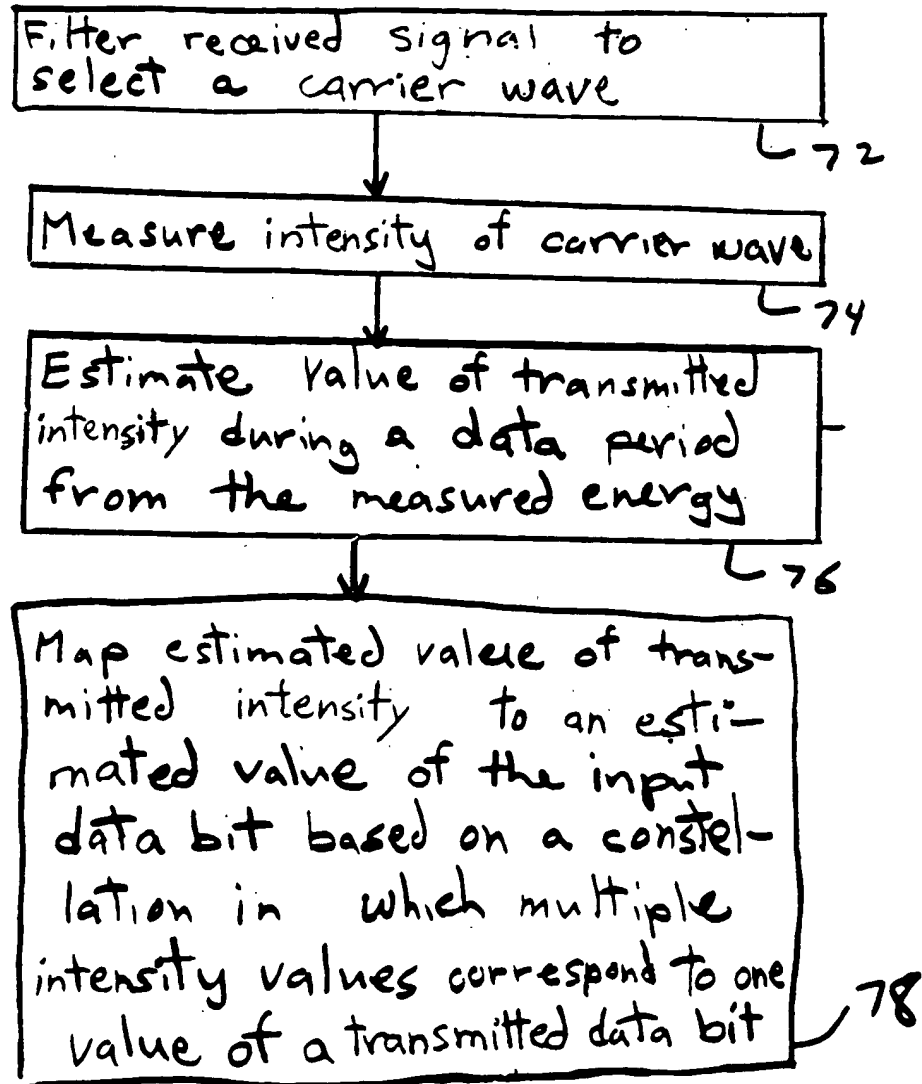 Filter received signal to
select a carrier wave
72
Measure intensity of carrier wave
74
Estimate value of transmitted
intensity during a data period
from the measured energy
76
Map estimated value of trans-
mitted intensity to an esti-
mated value of the input
data bit based on a constel-
lation in which multiple
intensity values correspond to one
value of a transmitted data bit
78